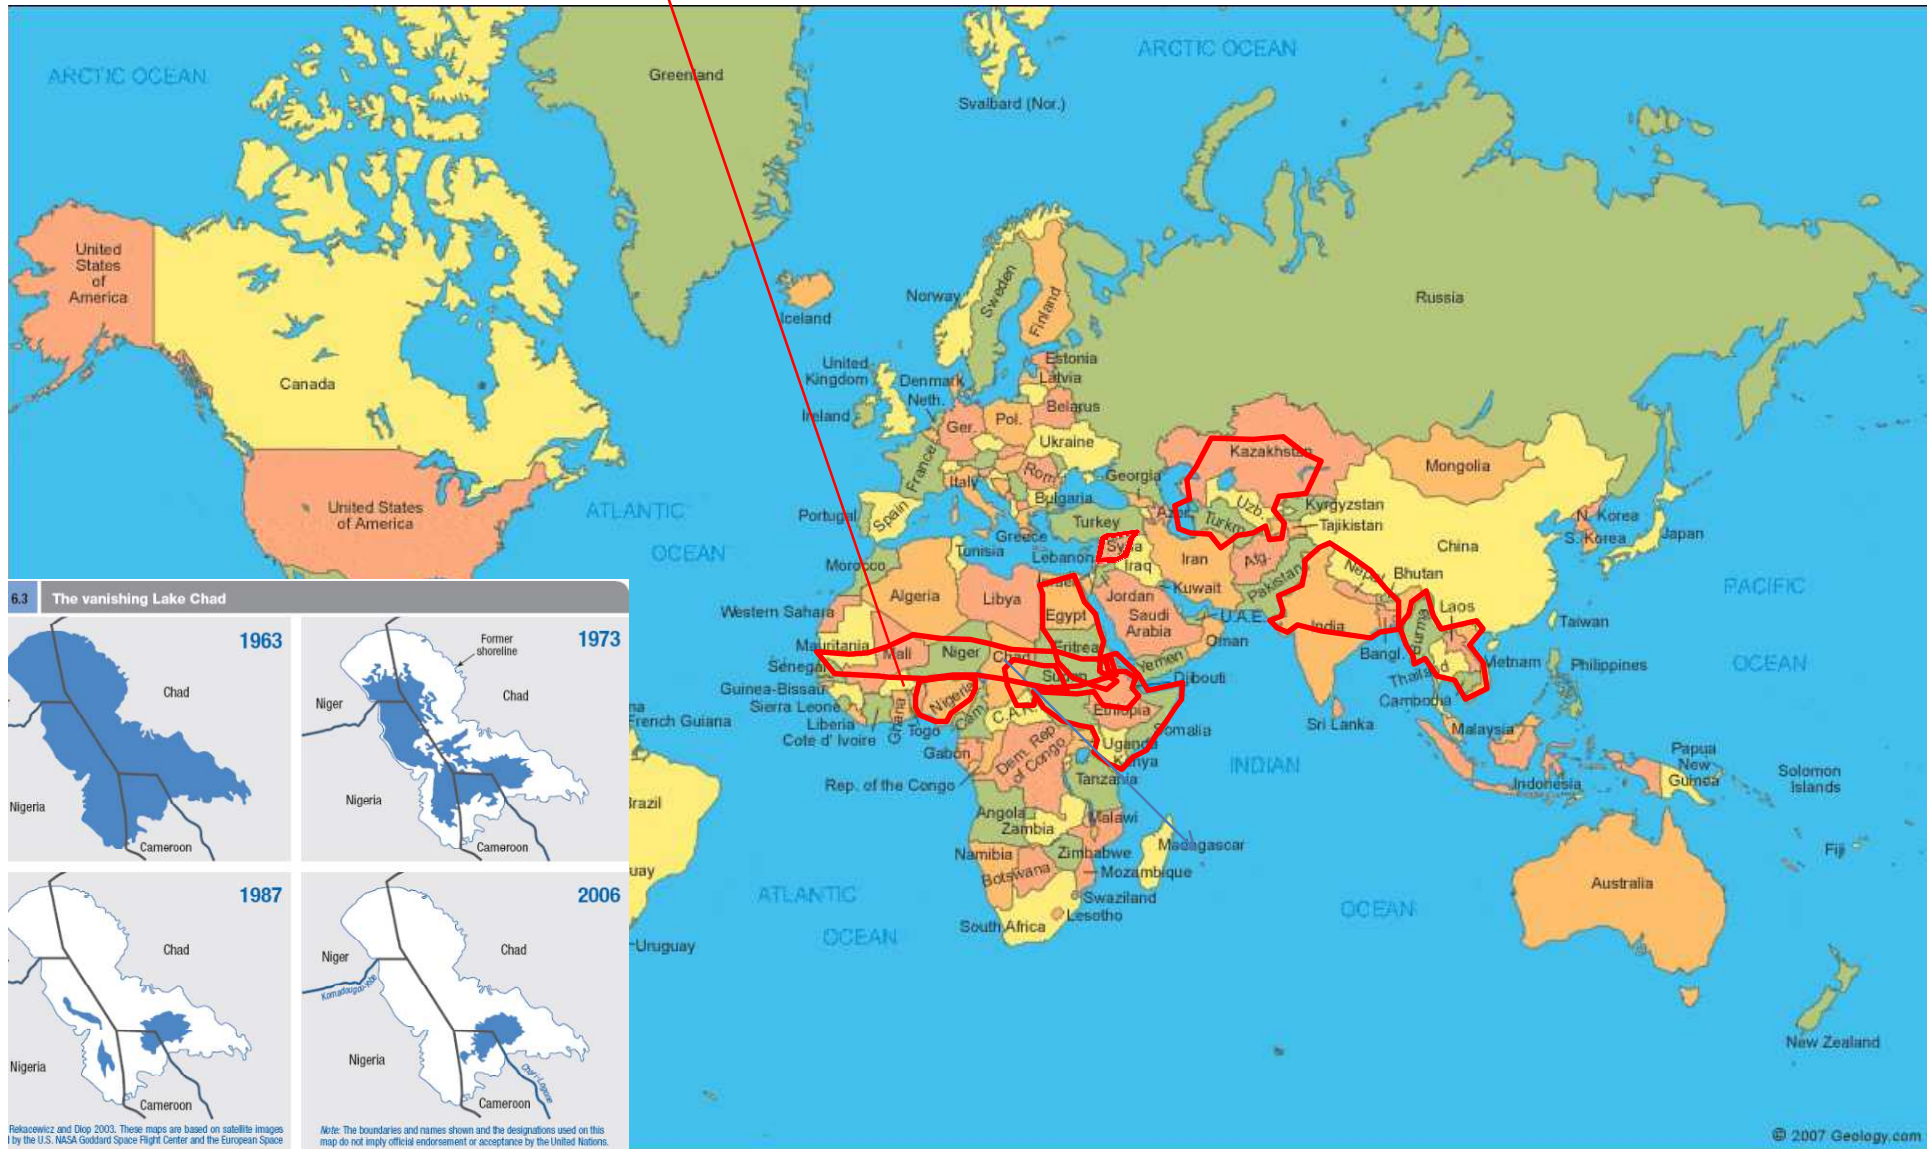 ARCTIC OCEAN
ARCTIC OCEAN
Greenland
Svalbard (Nor.)
United
States
of
America
Russia
Norway
Sweden
Finland
Iceland
Canada
United
Kingdom
Denmark
Estonia
Latvia
Neth.
Ireland
Belarus
Ger.
Pol.
Ukraine
Kazakhstan
Mongolia
France
Rom.
Italy
Georgia
Bulgaria
United States
of America
ATLANTIC
OCEAN
Portugal
Spain
Turkey
Azer.
Uzb.
Turkm.
Kyrgyzstan
Tajikistan
N. Korea
S. Korea
Japan
China
Greece
Tunisia
Lebanon
Syria
Iraq
Iran
Afg.
Morocco
Israel
Kuwait
Pakistan
Nepal
Bhutan
PACIFIC
OCEAN
Algeria
Libya
Egypt
Jordan
Saudi
Arabia
U.A.E.
Oman
India
Burma
Laos
Taiwan
Western Sahara
Mauritania
Mali
Niger
Chad
Eritrea
Yemen
Bangl.
Vietnam
Philippines
Senegal
Sudan
Djibouti
Thailand
Guinea-Bissau
Nigeria
Cambodia
Sierra Leone
Ghana
Cam.
C.A.R.
Ethiopia
Sri Lanka
French Guiana
Liberia
Togo
Somalia
Malaysia
Cote d' Ivoire
Gabon
Dem. Rep.
of Congo
Uganda
Kenya
INDIAN
OCEAN
Papua
New
Guinea
Solomon
Islands
Rep. of the Congo
Tanzania
Indonesia
Brazil
Angola
Zambia
Malawi
Madagascar
Fiji
Namibia
Zimbabwe
Botswana
Mozambique
Australia
Swaziland
Lesotho
South Africa
ATLANTIC
OCEAN
uay
Uruguay
New Zealand
© 2007 Geology.com
6.3 The vanishing Lake Chad
1963
Chad
Nigeria
Cameroon
1973
Former
shoreline
Niger
Chad
Nigeria
Cameroon
1987
Chad
Nigeria
Cameroon
2006
Chad
Niger
Komadougou-Yobe
Nigeria
Chari-Logone
Cameroon
Rekacewicz and Diop 2003. These maps are based on satellite images
by the U.S. NASA Goddard Space Flight Center and the European Space
Note: The boundaries and names shown and the designations used on this
map do not imply official endorsement or acceptance by the United Nations.